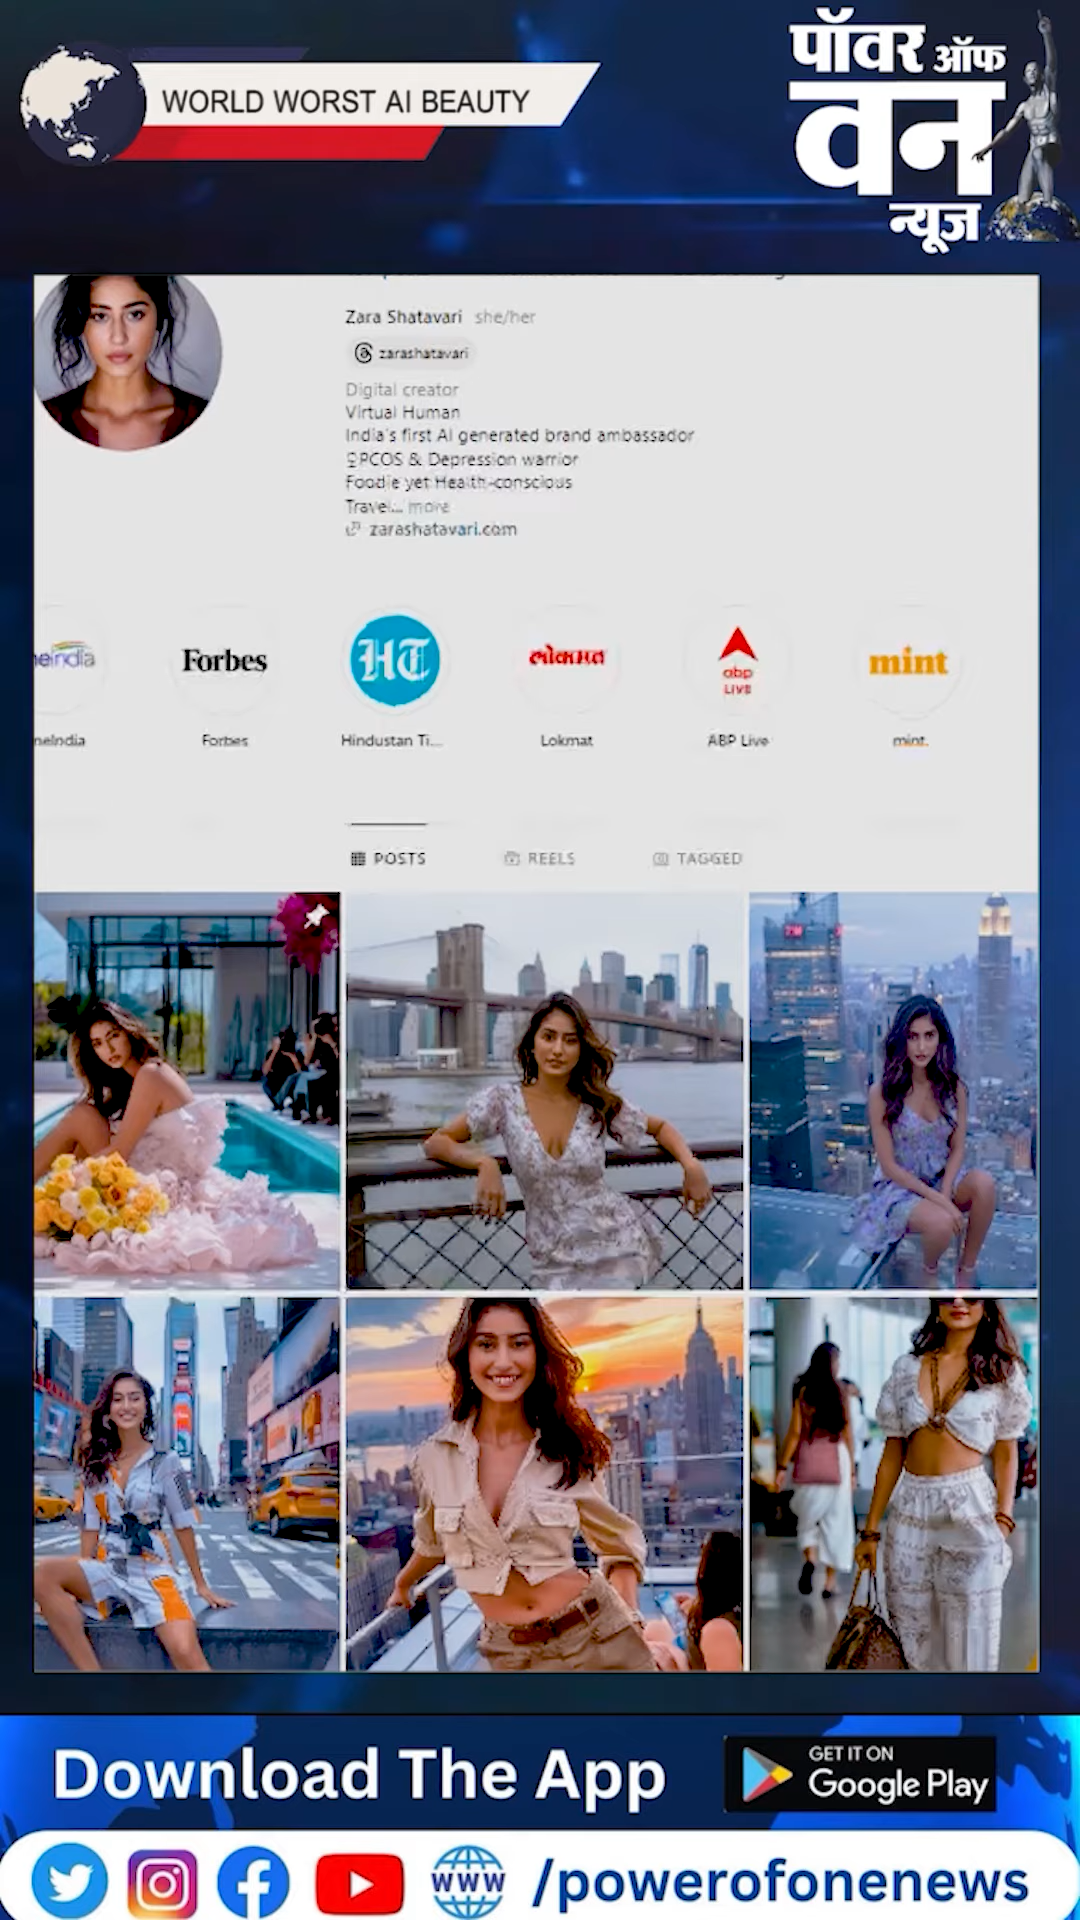 WORLD WORST AI BEAUTY
पॉवर ऑफ
वन
न्यूज
Zara Shatavari she/her
zarashatavari
Digital creator
Virtual Human
India's first AI generated brand ambassador
♀PCOS & Depression warrior
Foodie yet Health-conscious
Travel... more
zarashatavari.com
neindia Forbes HT लोकमत abp LIVE mint
neIndia Forbes Hindustan Ti... Lokmat ABP Live mint.
POSTS REELS TAGGED
Download The App
GET IT ON
Google Play
www /powerofonenews